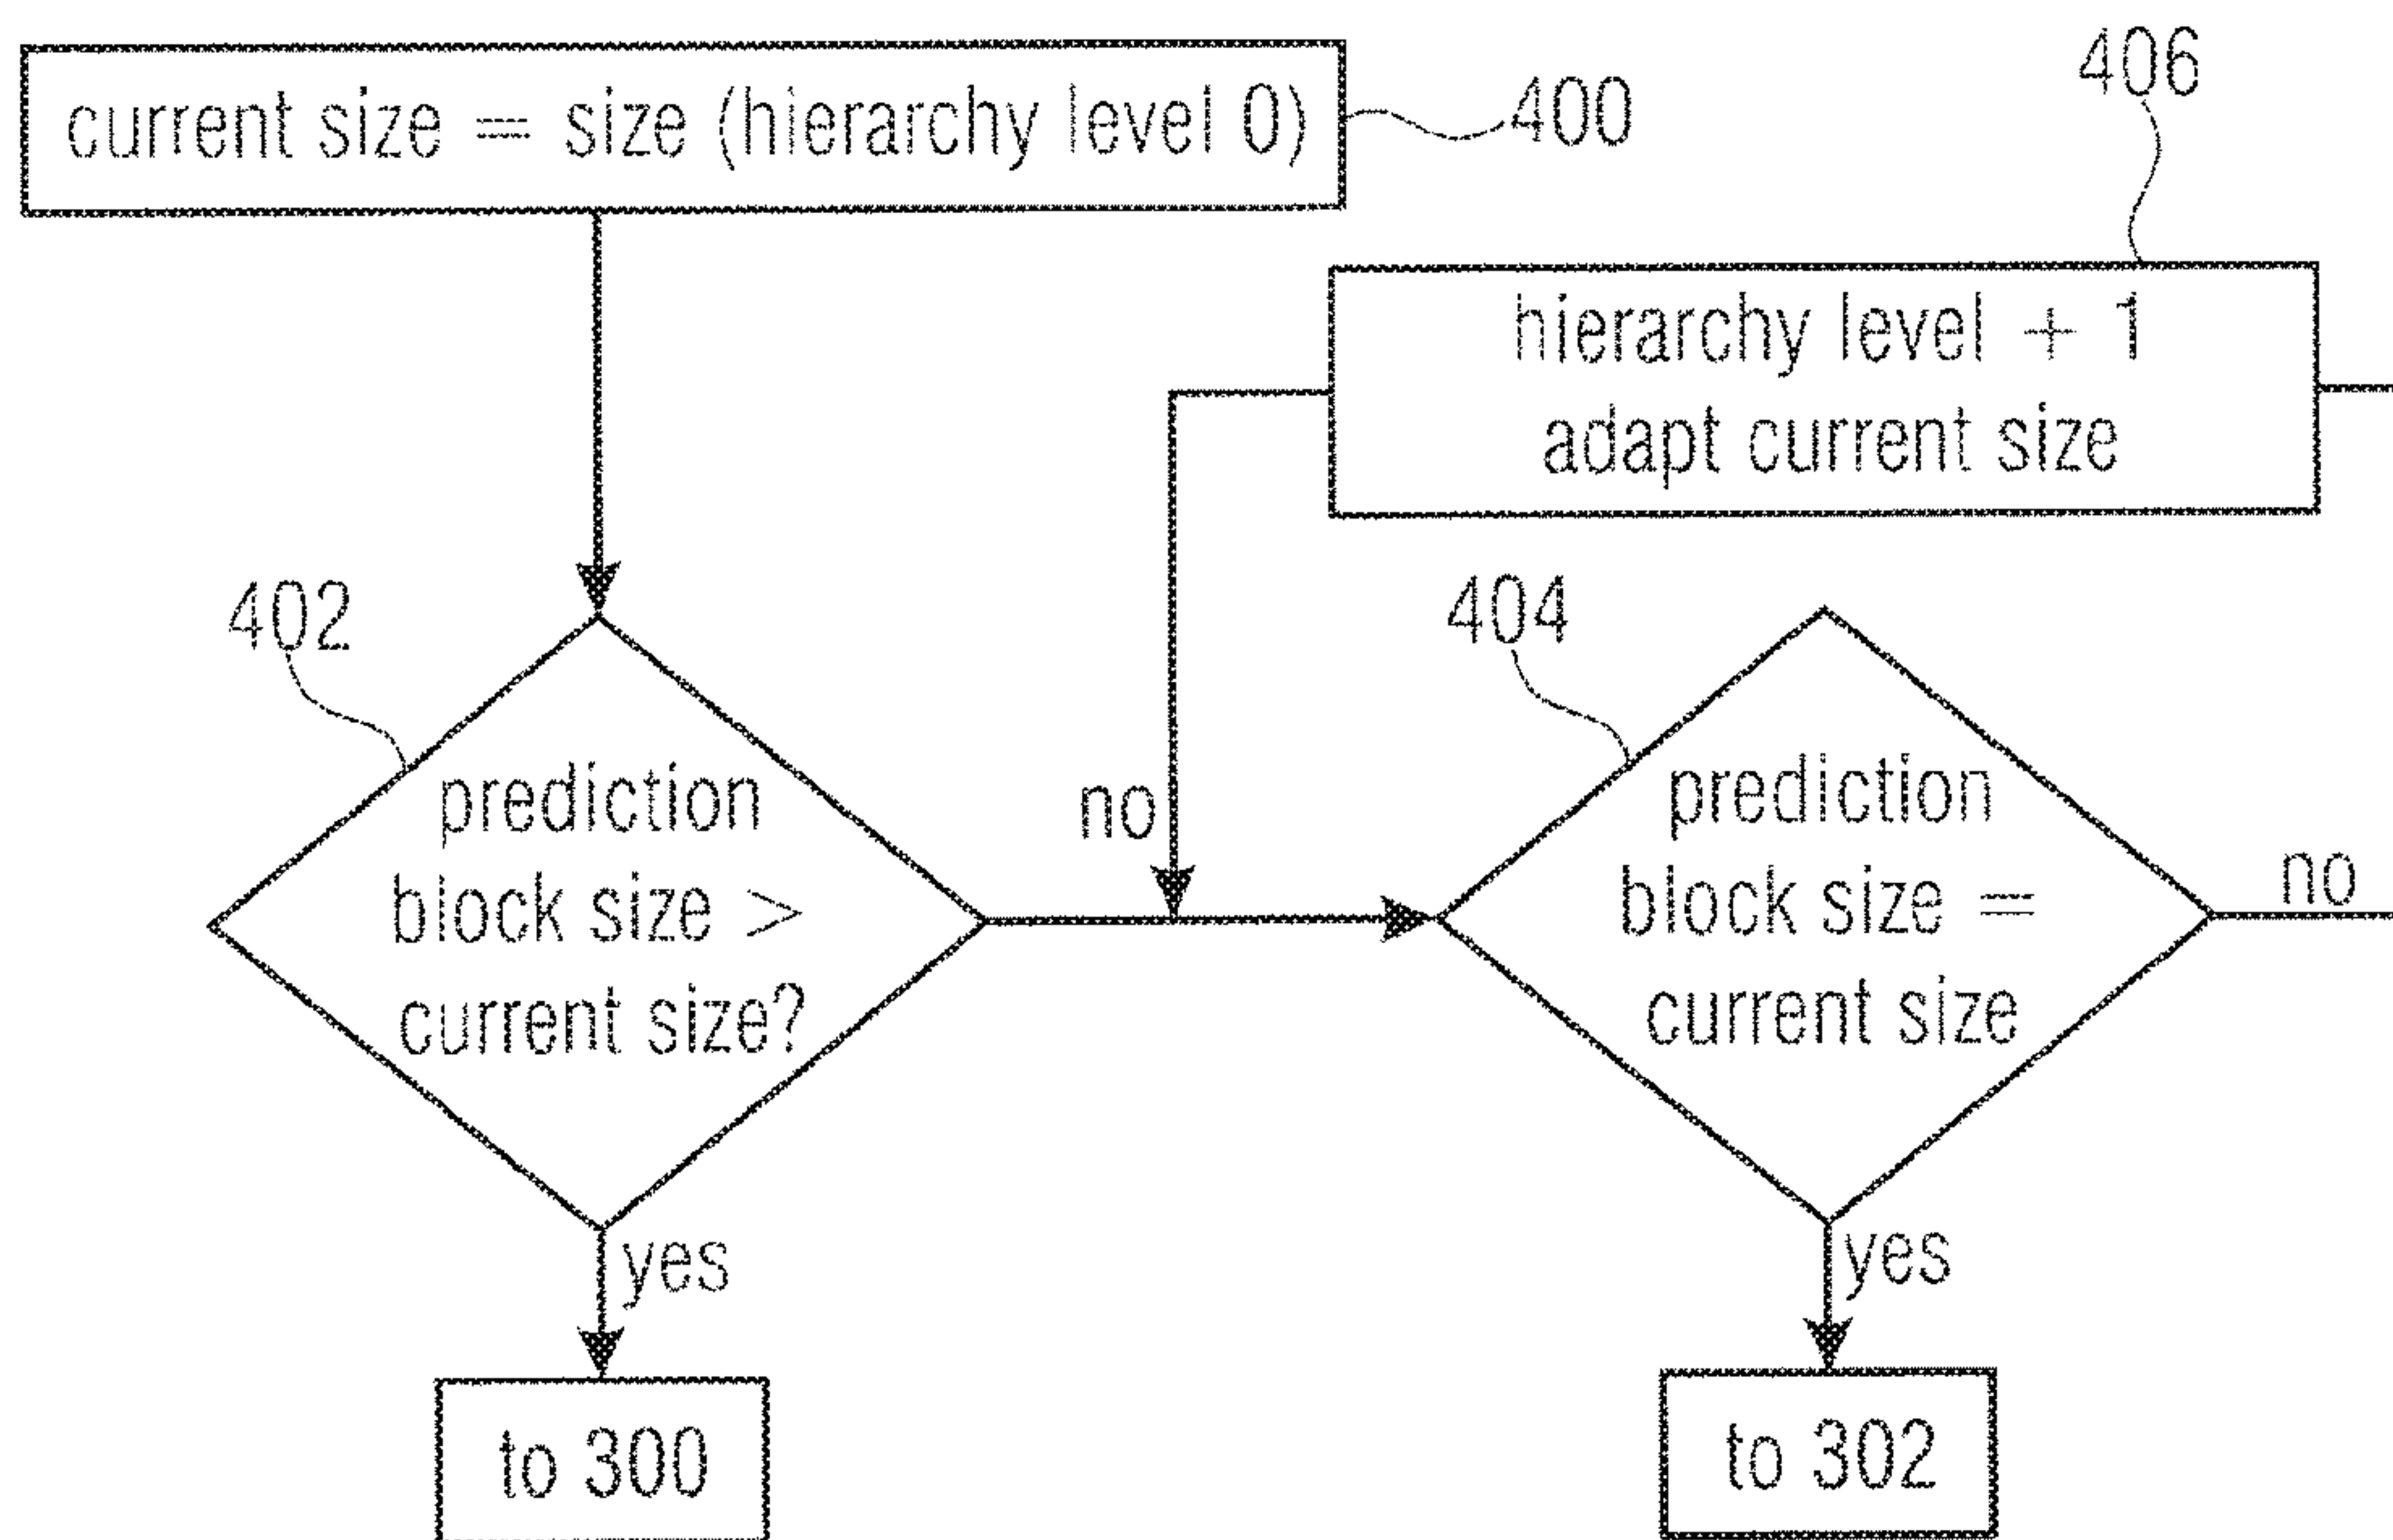 current size = size (hierarchy level 0)
400
406
hierarchy level + 1
adapt current size
402
prediction
block size >
current size?
no
404
prediction
block size =
current size
no
yes
to 300
yes
to 302